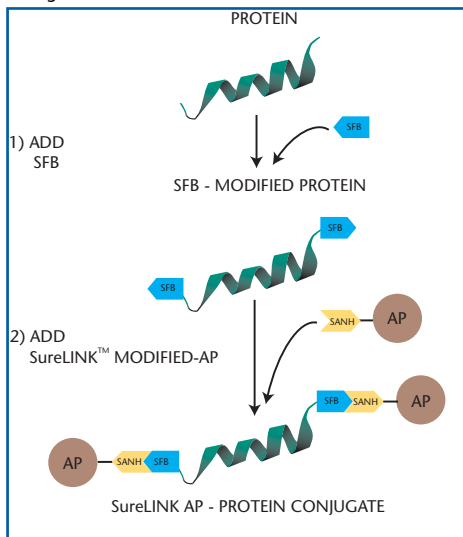 PROTEIN
1) ADD
SFB
SFB
SFB - MODIFIED PROTEIN
SFB
SFB
2) ADD
SureLINK™ MODIFIED-AP
SANH
AP
SFB
SANH
AP
AP
SANH
SFB
SureLINK AP - PROTEIN CONJUGATE